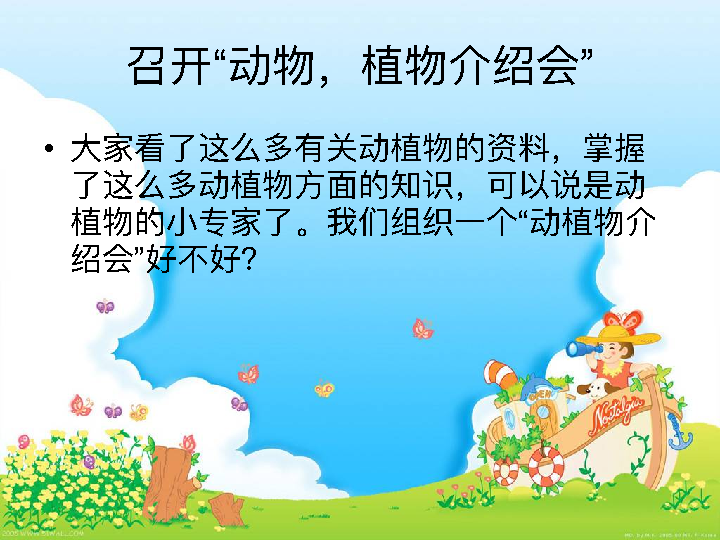 召开“动物，植物介绍会”
• 大家看了这么多有关动植物的资料，掌握
了这么多动植物方面的知识，可以说是动
植物的小专家了。我们组织一个“动植物介
绍会”好不好?
Nostalgia